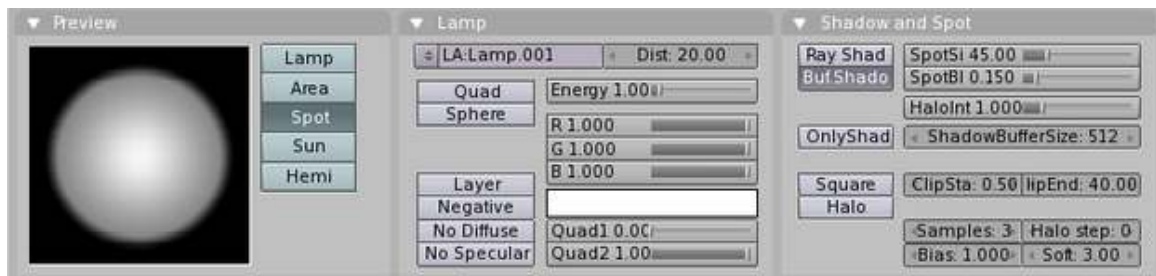 Preview
Lamp
Area
Spot
Sun
Hemi
Lamp
LA:Lamp.001
Dist: 20.00
Quad
Sphere
Energy 1.00
R 1.000
G 1.000
B 1.000
Layer
Negative
No Diffuse
No Specular
Quad1 0.00
Quad2 1.00
Shadow and Spot
Ray Shad
Buf.Shado
SpotSi 45.00
SpotBl 0.150
HaloInt 1.000
OnlyShad
ShadowBufferSize: 512
Square
Halo
ClipSta: 0.50
lipEnd: 40.00
Samples: 3
Halo step: 0
Bias: 1.000
Soft: 3.00